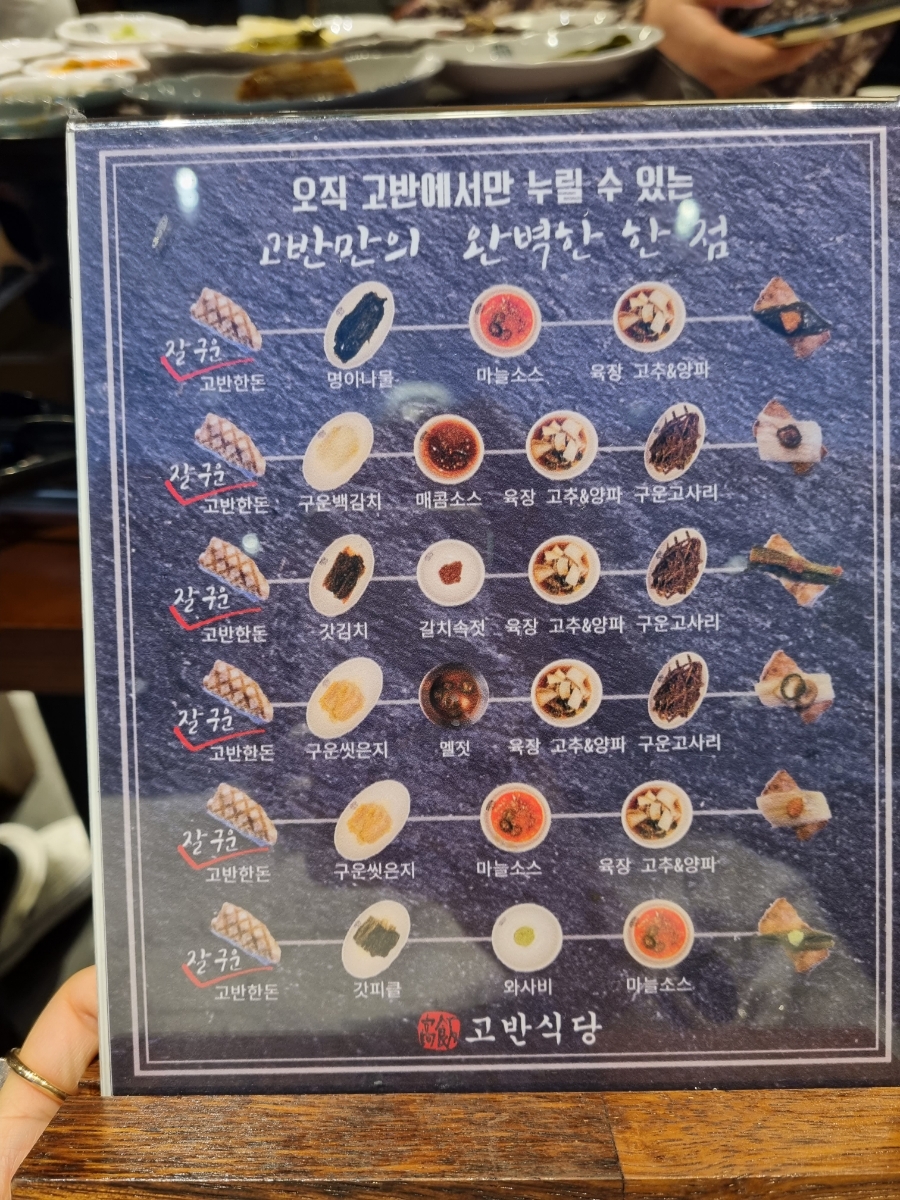 오직 고반에서만 누릴 수 있는
고반만의 완벽한 한 점
잘 구운
고반한돈 명이나물 마늘소스 육장 고추&양파
잘 구운
고반한돈 구운백김치 매콤소스 육장 고추&양파 구운고사리
잘 구운
고반한돈 갓김치 갈치속젓 육장 고추&양파 구운고사리
잘 구운
고반한돈 구운씻은지 멜젓 육장 고추&양파 구운고사리
잘 구운
고반한돈 구운씻은지 마늘소스 육장 고추&양파
잘 구운
고반한돈 갓피클 와사비 마늘소스
高飯 고반식당